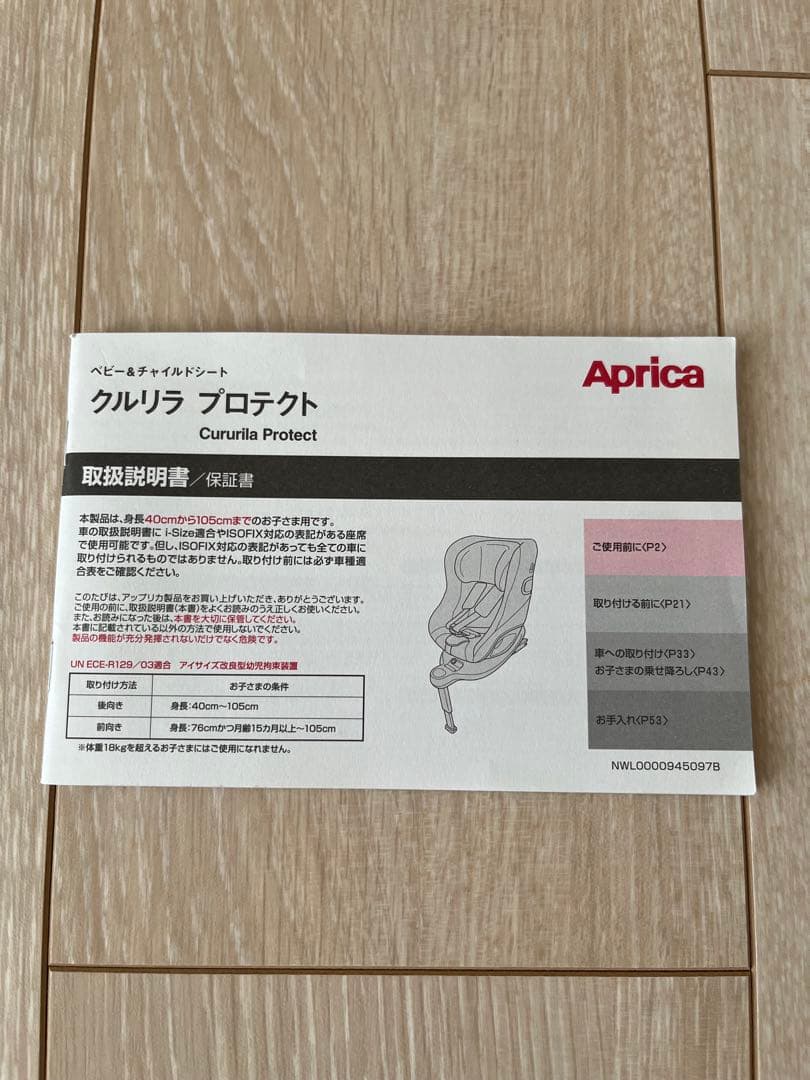 ベビー&チャイルドシート
クルリラ プロテクト
Cururila Protect
Aprica
取扱説明書/保証書
本製品は、身長40cmから105cmまでのお子さま用です。
車の取扱説明書に i-Size適合やISOFIX対応の表記がある座席
で使用可能です。但し、ISOFIX対応の表記があっても全ての車に
取り付けられるものではありません。取り付け前には必ず車種適
合表をご確認ください。
このたびは、アップリカ製品をお買い上げいただき、ありがとうございます。
ご使用の前に、取扱説明書(本書)をよくお読みのうえ正しくお使いください。
また、お読みになった後は、本書を大切に保管してください。
本書に記載されている以外の方法で使用しないでください。
製品の機能が充分発揮されないだけでなく危険です。
UN ECE-R129/03適合 アイサイズ改良型幼児拘束装置
取り付け方法 お子さまの条件
後向き 身長:40cm〜105cm
前向き 身長:76cmかつ月齢15カ月以上〜105cm
※体重18kgを超えるお子さまにはご使用になれません。
ご使用前に〈P2〉
取り付ける前に〈P21〉
車への取り付け〈P33〉
お子さまの乗せ降ろし〈P43〉
お手入れ〈P53〉
NWL0000945097B